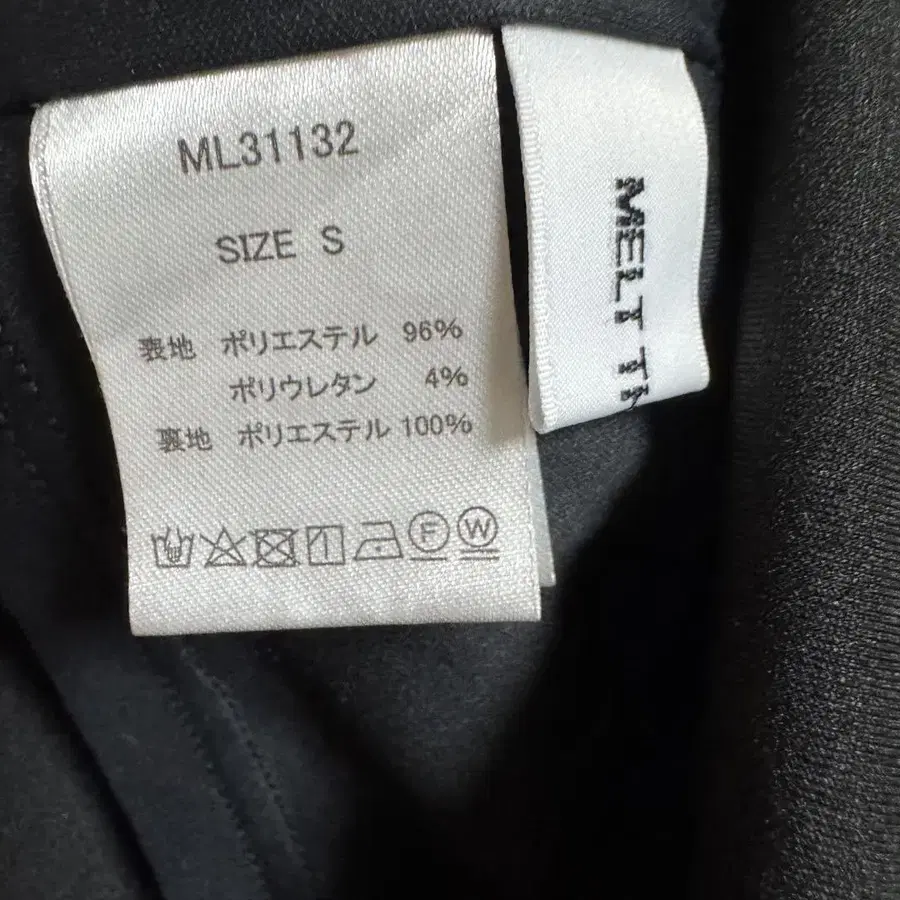 ML31132
SIZE S
表地 ポリエステル 96%
ポリウレタン 4%
裏地 ポリエステル 100%
F W
MELT